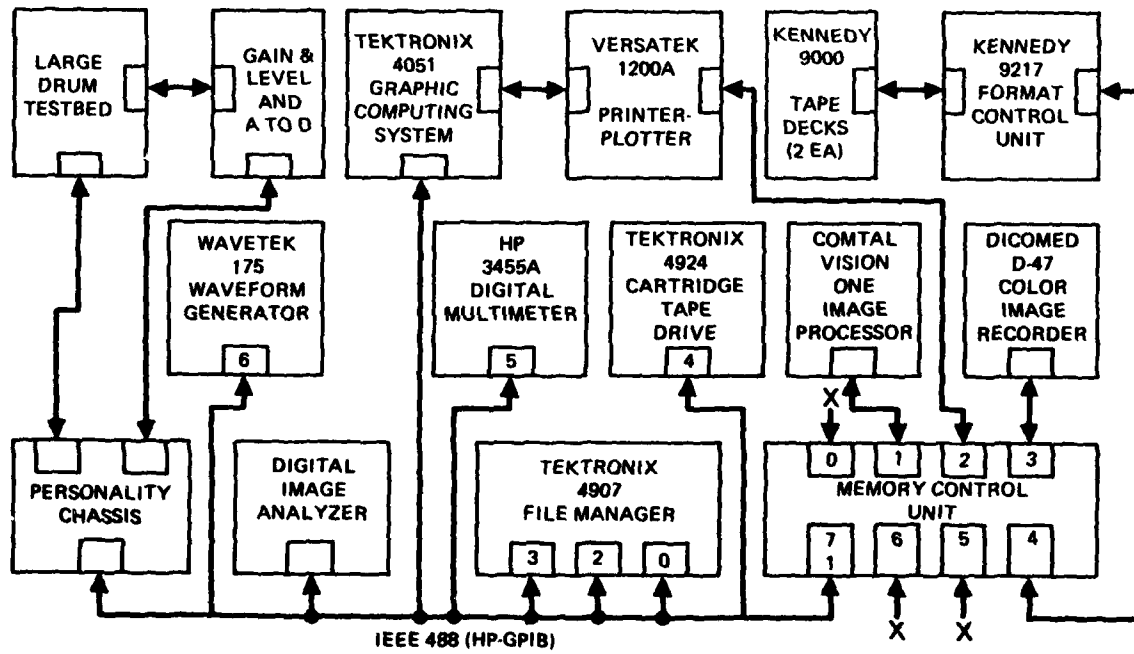 LARGE
DRUM
TESTBED
GAIN &
LEVEL
AND
A TO D
TEKTRONIX
4051
GRAPHIC
COMPUTING
SYSTEM
VERSATEK
1200A
PRINTER-
PLOTTER
KENNEDY
9000
TAPE
DECKS
(2 EA)
KENNEDY
9217
FORMAT
CONTROL
UNIT
WAVETEK
175
WAVEFORM
GENERATOR
6
HP
3455A
DIGITAL
MULTIMETER
5
TEKTRONIX
4924
CARTRIDGE
TAPE
DRIVE
4
COMTAL
VISION
ONE
IMAGE
PROCESSOR
X
DICOMED
D-47
COLOR
IMAGE
RECORDER
PERSONALITY
CHASSIS
DIGITAL
IMAGE
ANALYZER
TEKTRONIX
4907
FILE MANAGER
3 2 0
0 1 2 3
MEMORY CONTROL
UNIT
7 6 5 4
1
X X
IEEE 488 (HP-GPIB)